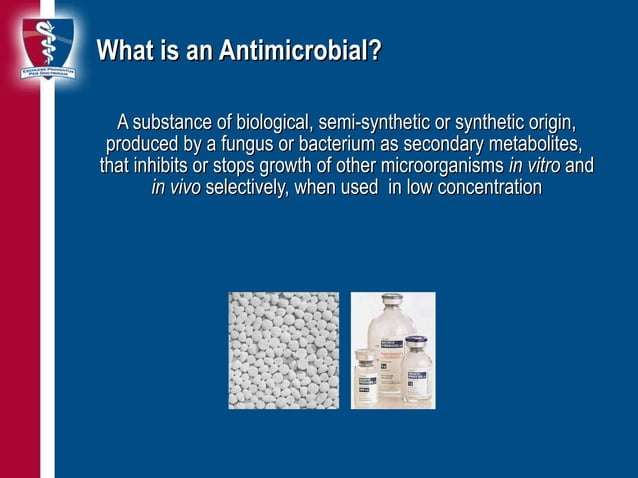 What is an Antimicrobial?
A substance of biological, semi-synthetic or synthetic origin,
produced by a fungus or bacterium as secondary metabolites,
that inhibits or stops growth of other microorganisms in vitro and
in vivo selectively, when used in low concentration